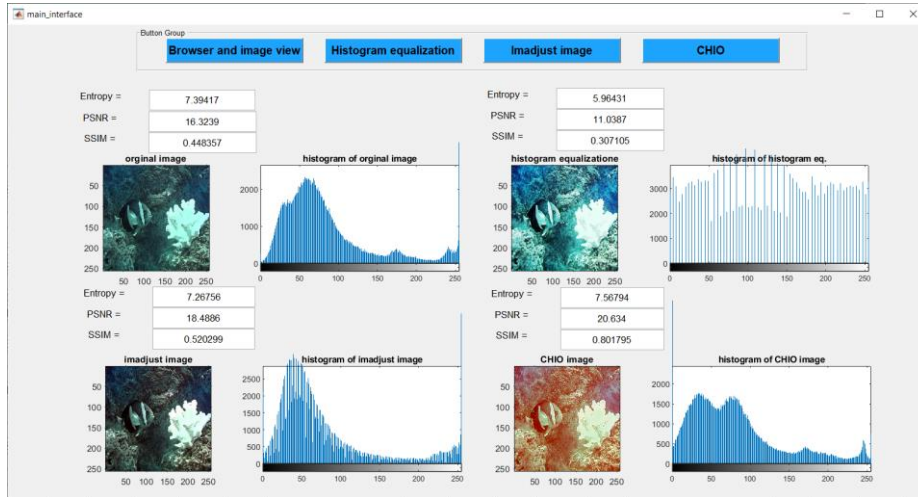 main_interface
Button Group
Browser and image view
Histogram equalization
Imadjust image
CHIO
Entropy = 7.39417
PSNR = 16.3239
SSIM = 0.448357
Entropy = 5.96431
PSNR = 11.0387
SSIM = 0.307105
orginal image
50
100
150
200
250
50 100 150 200 250
histogram of orginal image
2000
1000
0
0 50 100 150 200 250
histogram equalizatione
50
100
150
200
250
50 100 150 200 250
histogram of histogram eq.
3000
2000
1000
0
0 50 100 150 200 250
Entropy = 7.26756
PSNR = 18.4886
SSIM = 0.520299
Entropy = 7.56794
PSNR = 20.634
SSIM = 0.801795
imadjust image
50
100
150
200
250
50 100 150 200 250
histogram of imadjust image
2500
2000
1500
1000
500
0
0 50 100 150 200 250
CHIO image
50
100
150
200
250
50 100 150 200 250
histogram of CHIO image
2000
1500
1000
500
0
0 50 100 150 200 250